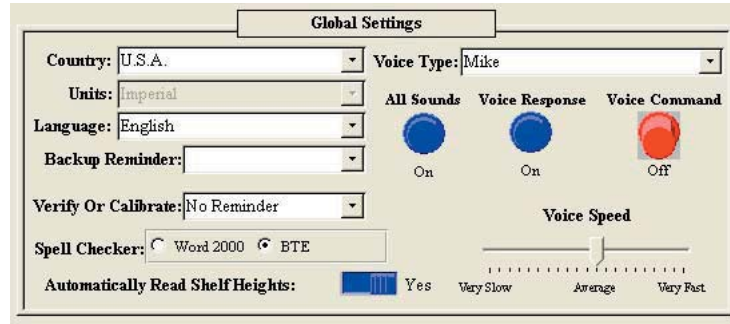 Global Settings
Country: U.S.A.
Units: Imperial
Language: English
Backup Reminder:
Verify Or Calibrate: No Reminder
Spell Checker: Word 2000 BTE
Automatically Read Shelf Heights: Yes
Voice Type: Mike
All Sounds Voice Response Voice Command
On On Off
Voice Speed
Very Slow Average Very Fast